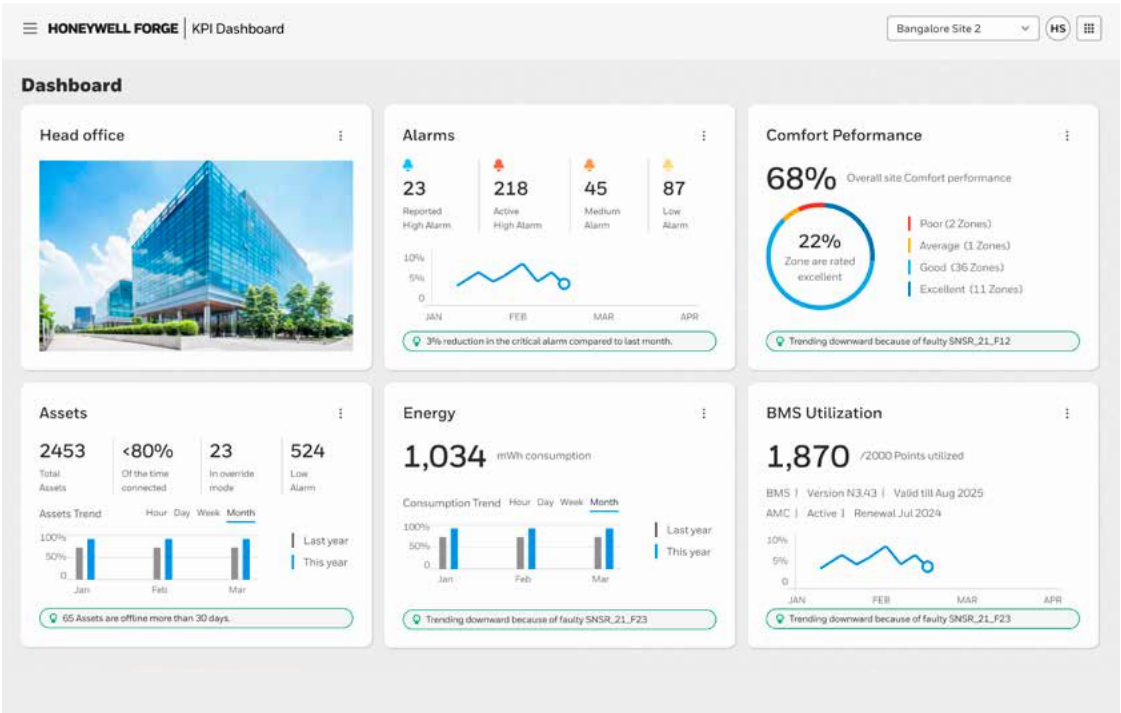 HONEYWELL FORGE | KPI Dashboard
Bangalore Site 2
HS
Dashboard
Head office
Alarms
23
Reported
High Alarm
218
Active
High Alarm
45
Medium
Alarm
87
Low
Alarm
10%
5%
0
JAN FEB MAR APR
3% reduction in the critical alarm compared to last month.
Comfort Peformance
68% Overall site Comfort performance
22%
Zone are rated
excellent
Poor (2 Zones)
Average (1 Zones)
Good (36 Zones)
Excellent (11 Zones)
Trending downward because of faulty SNSR_21_F12
Assets
2453
Total
Assets
<80%
Of the time
connected
23
In override
mode
524
Low
Alarm
Assets Trend Hour Day Week Month
100%
50%
0
Jan Feb Mar
Last year
This year
65 Assets are offline more than 30 days.
Energy
1,034 mWh consumption
Consumption Trend Hour Day Week Month
100%
50%
0
Jan Feb Mar
Last year
This year
Trending downward because of faulty SNSR_21_F23
BMS Utilization
1,870 /2000 Points utilized
BMS | Version N3.43 | Valid till Aug 2025
AMC | Active | Renewal Jul 2024
10%
5%
0
JAN FEB MAR APR
Trending downward because of faulty SNSR_21_F23